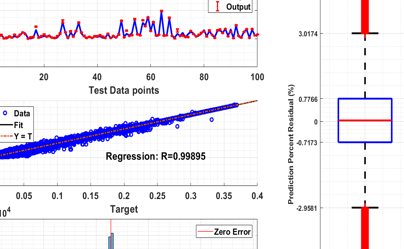 Output
20 40 60 80 100
Test Data points
Data
Fit
Y = T
Regression: R=0.99895
0.05 0.1 0.15 0.2 0.25 0.3 0.35 0.4
Target
10⁴
Zero Error
Prediction Percent Residual (%)
3.0174
0.7766
0
-0.7173
-2.9581